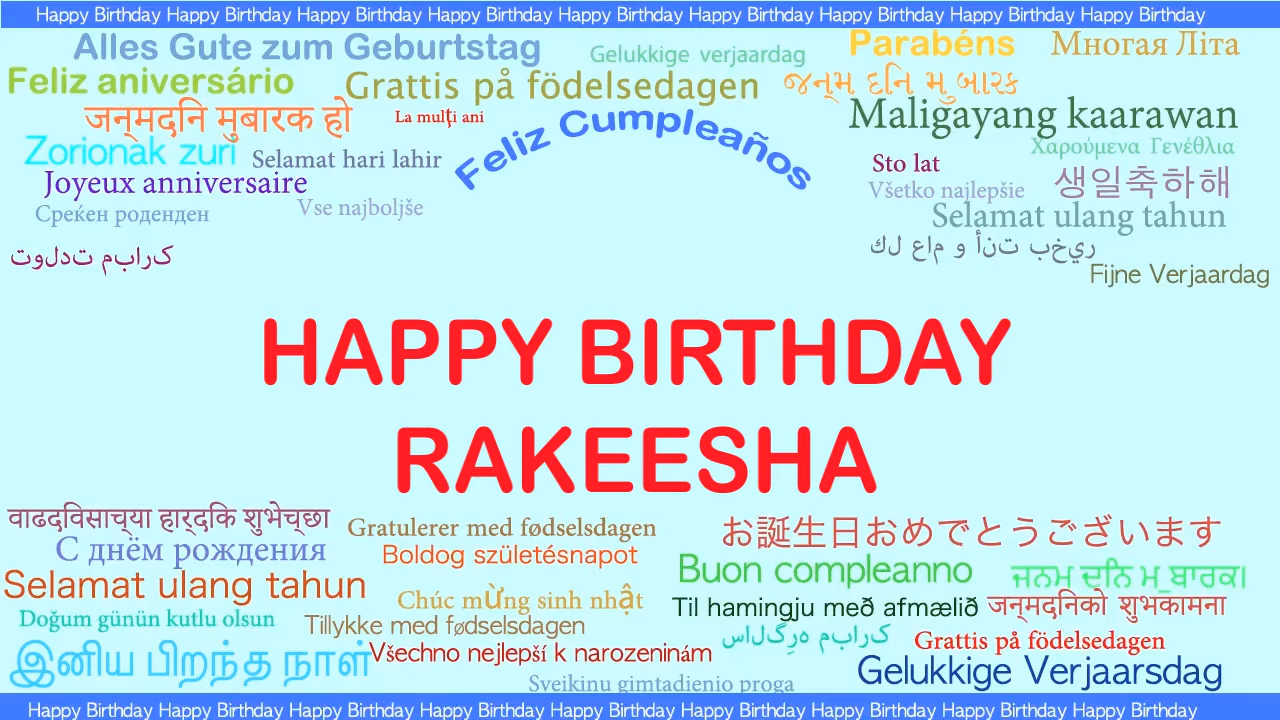 Happy Birthday Happy Birthday Happy Birthday Happy Birthday Happy Birthday Happy Birthday Happy Birthday Happy Birthday Happy Birthday
Alles Gute zum Geburtstag
Gelukkige verjaardag
Parabéns
Многая Літа
Feliz aniversário
Grattis på födelsedagen
જન્મ દિન મુ બારક
जन्मदिन मुबारक हो
La mulţi ani
Feliz Cumpleaños
Maligayang kaarawan
Zorionak zuri
Selamat hari lahir
Χαρούμενα Γενέθλια
Sto lat
Joyeux anniversaire
Všetko najlepšie
생일축하해
Среќен роденден
Vse najboljše
Selamat ulang tahun
تولدت مبارک
كل عام و أنت بخير
Fijne Verjaardag
HAPPY BIRTHDAY
RAKEESHA
वाढदिवसाच्या हार्दिक शुभेच्छा
Gratulerer med fødselsdagen
お誕生日おめでとうございます
С днём рождения
Boldog születésnapot
Buon compleanno
ਜਨਮ ਦਿਨ ਮੁਬਾਰਕ।
Selamat ulang tahun
Chúc mừng sinh nhật
Til hamingju með afmælið
जन्मदिनको शुभकामना
Doğum günün kutlu olsun
Tillykke med fødselsdagen
سالگرہ مبارک
Grattis på födelsedagen
இனிய பிறந்த நாள்
Všechno nejlepší k narozeninám
Gelukkige Verjaarsdag
Sveikinu gimtadienio proga
Happy Birthday Happy Birthday Happy Birthday Happy Birthday Happy Birthday Happy Birthday Happy Birthday Happy Birthday Happy Birthday